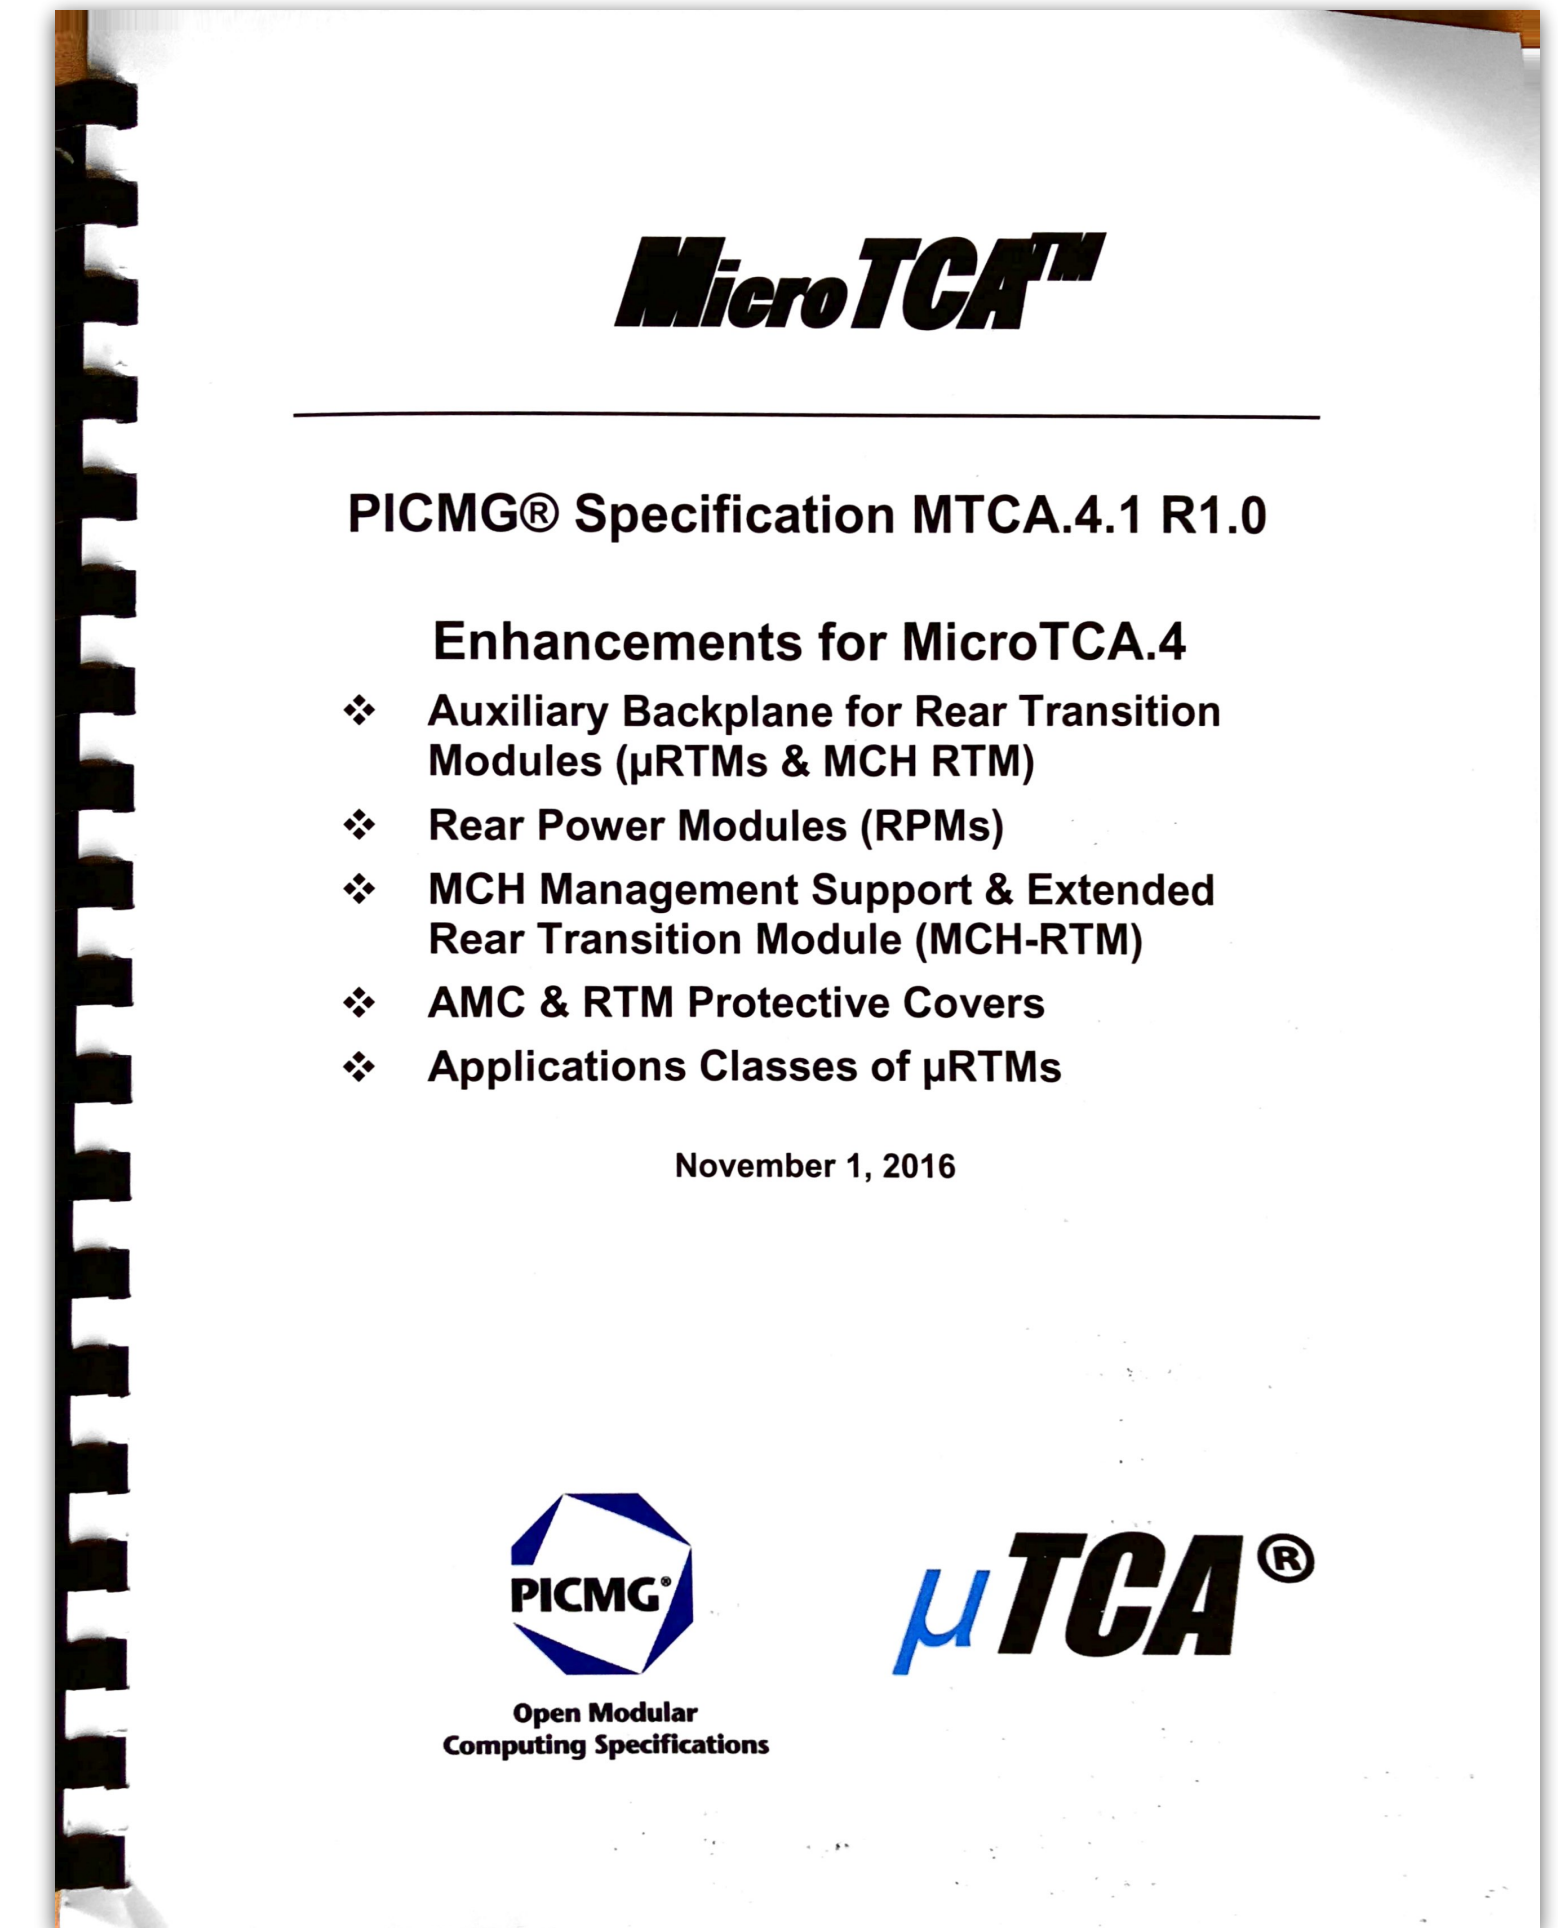 MicroTCA™
PICMG® Specification MTCA.4.1 R1.0
Enhancements for MicroTCA.4
❖ Auxiliary Backplane for Rear Transition
Modules (µRTMs & MCH RTM)
❖ Rear Power Modules (RPMs)
❖ MCH Management Support & Extended
Rear Transition Module (MCH-RTM)
❖ AMC & RTM Protective Covers
❖ Applications Classes of µRTMs
November 1, 2016
PICMG®
µTCA®
Open Modular
Computing Specifications